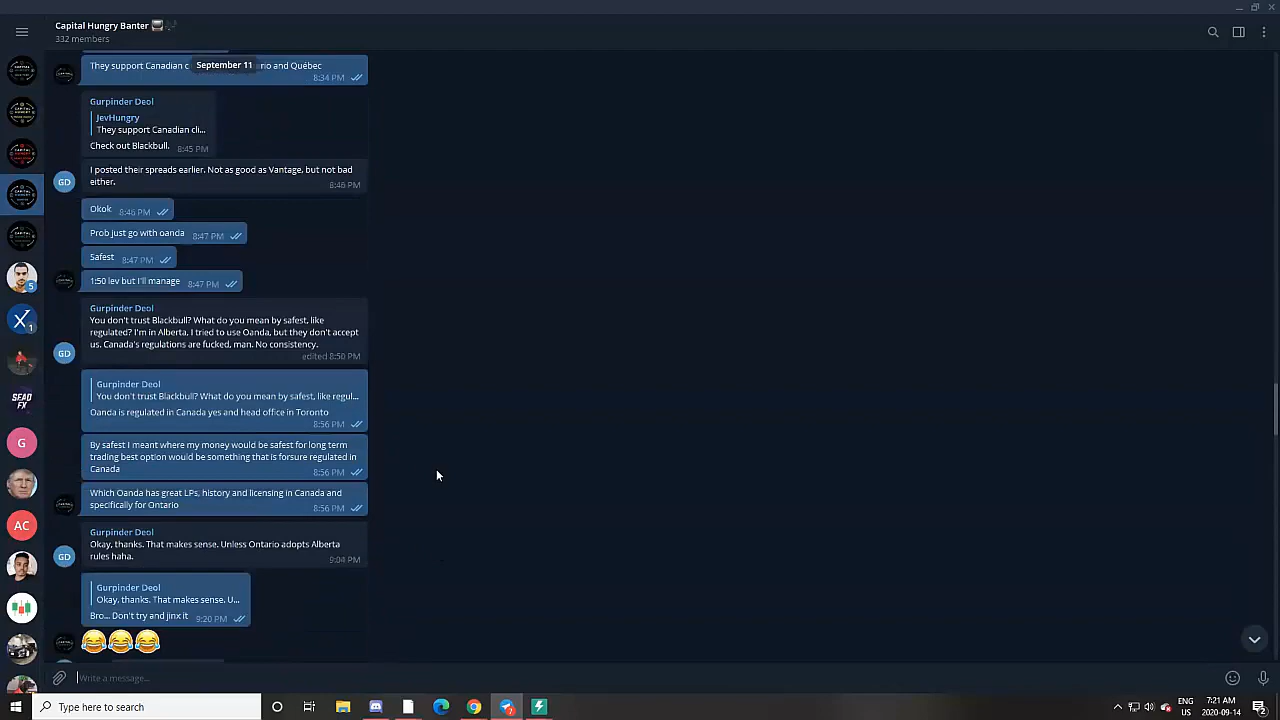 Capital Hungry Banter
332 members
They support Canadian c
September 11
rio and Québec
8:34 PM
Gurpinder Deol
JevHungry
They support Canadian cli...
Check out Blackbull. 8:45 PM
I posted their spreads earlier. Not as good as Vantage, but not bad
either.
8:46 PM
GD
Okok 8:46 PM
Prob just go with oanda 8:47 PM
Safest 8:47 PM
1:50 lev but I'll manage 8:47 PM
Gurpinder Deol
You don't trust Blackbull? What do you mean by safest, like
regulated? I'm in Alberta, I tried to use Oanda, but they don't accept
us. Canada's regulations are fucked, man. No consistency.
edited 8:50 PM
GD
Gurpinder Deol
You don't trust Blackbull? What do you mean by safest, like regul...
Oanda is regulated in Canada yes and head office in Toronto
8:56 PM
By safest I meant where my money would be safest for long term
trading best option would be something that is forsure regulated in
Canada
8:56 PM
Which Oanda has great LPs, history and licensing in Canada and
specifically for Ontario
8:56 PM
Gurpinder Deol
Okay, thanks. That makes sense. Unless Ontario adopts Alberta
rules haha.
9:04 PM
GD
Gurpinder Deol
Okay, thanks. That makes sense. U...
Bro... Don't try and jinx it 9:20 PM
😂😂😂
5
X
1
SEAD
FX
G
AC
Write a message...
Type here to search
7
ENG
US
7:21 AM
2020-09-14
2